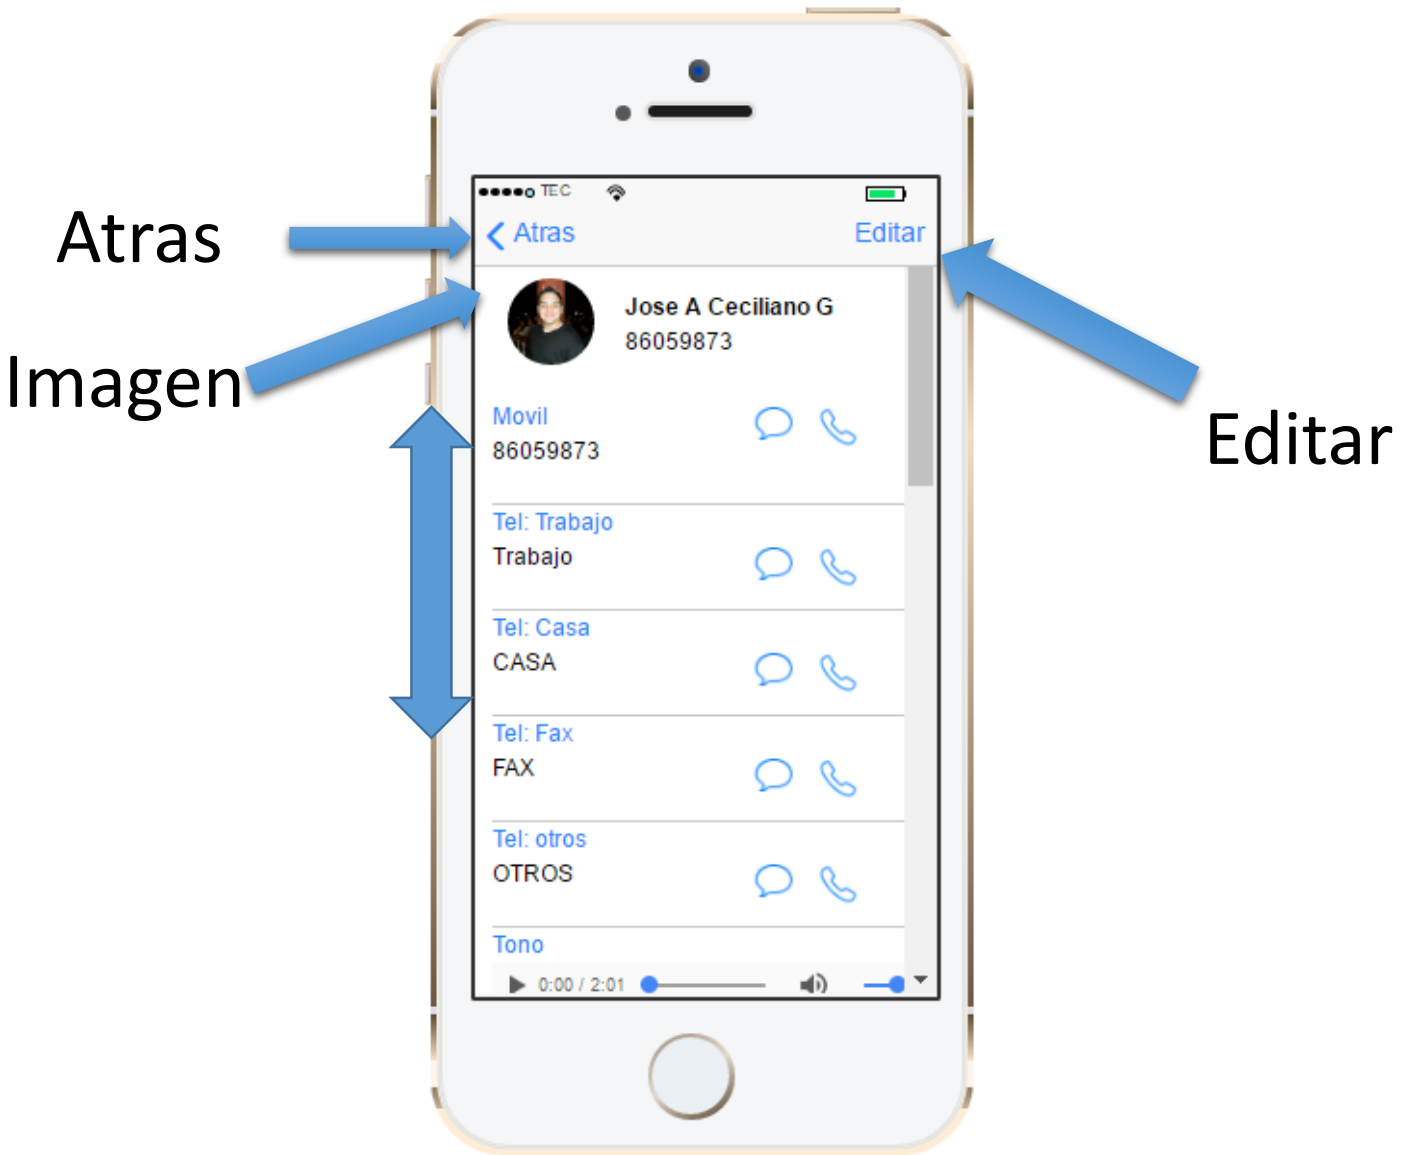 TEC
Atras
Editar
Atras
Jose A Ceciliano G
86059873
Imagen
Editar
Movil
86059873
Tel: Trabajo
Trabajo
Tel: Casa
CASA
Tel: Fax
FAX
Tel: otros
OTROS
Tono
0:00 / 2:01